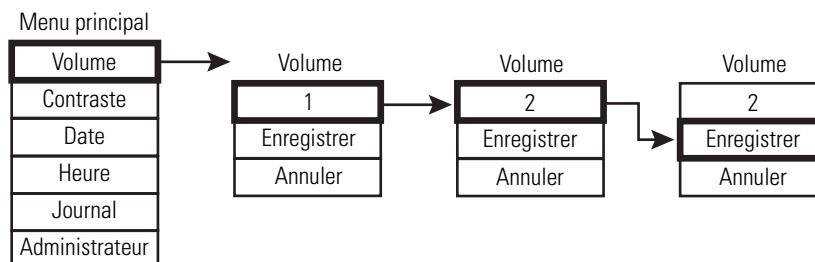 Menu principal
Volume
Contraste
Date
Heure
Journal
Administrateur
Volume
1
Enregistrer
Annuler
Volume
2
Enregistrer
Annuler
Volume
2
Enregistrer
Annuler